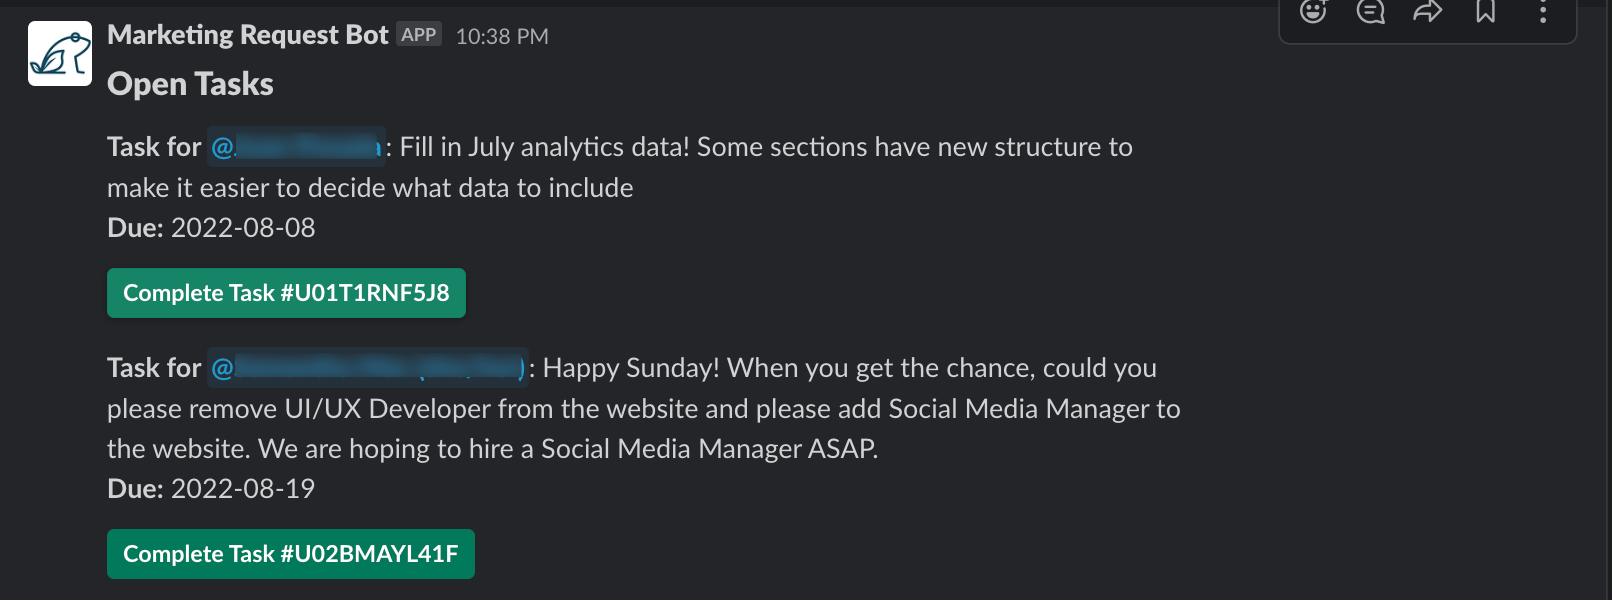 Marketing Request Bot APP 10:38 PM
Open Tasks
Task for @ : Fill in July analytics data! Some sections have new structure to
make it easier to decide what data to include
Due: 2022-08-08
Complete Task #U01T1RNF5J8
Task for @ : Happy Sunday! When you get the chance, could you
please remove UI/UX Developer from the website and please add Social Media Manager to
the website. We are hoping to hire a Social Media Manager ASAP.
Due: 2022-08-19
Complete Task #U02BMAYL41F